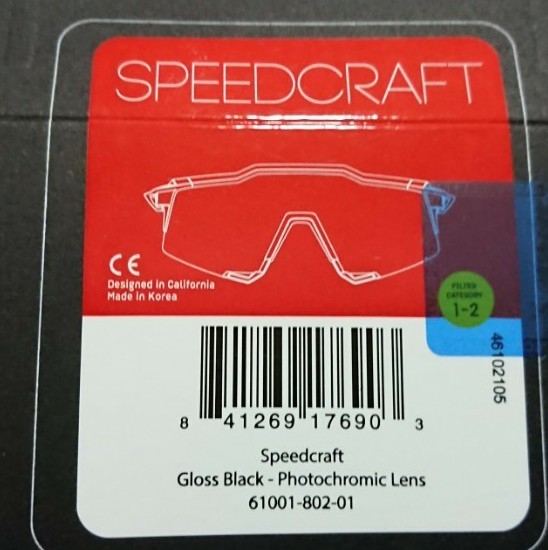 SPEEDCRAFT
CE
Designed in California
Made in Korea
FILTER
CATEGORY
1-2
46102105
8 41269 17690 3
Speedcraft
Gloss Black - Photochromic Lens
61001-802-01